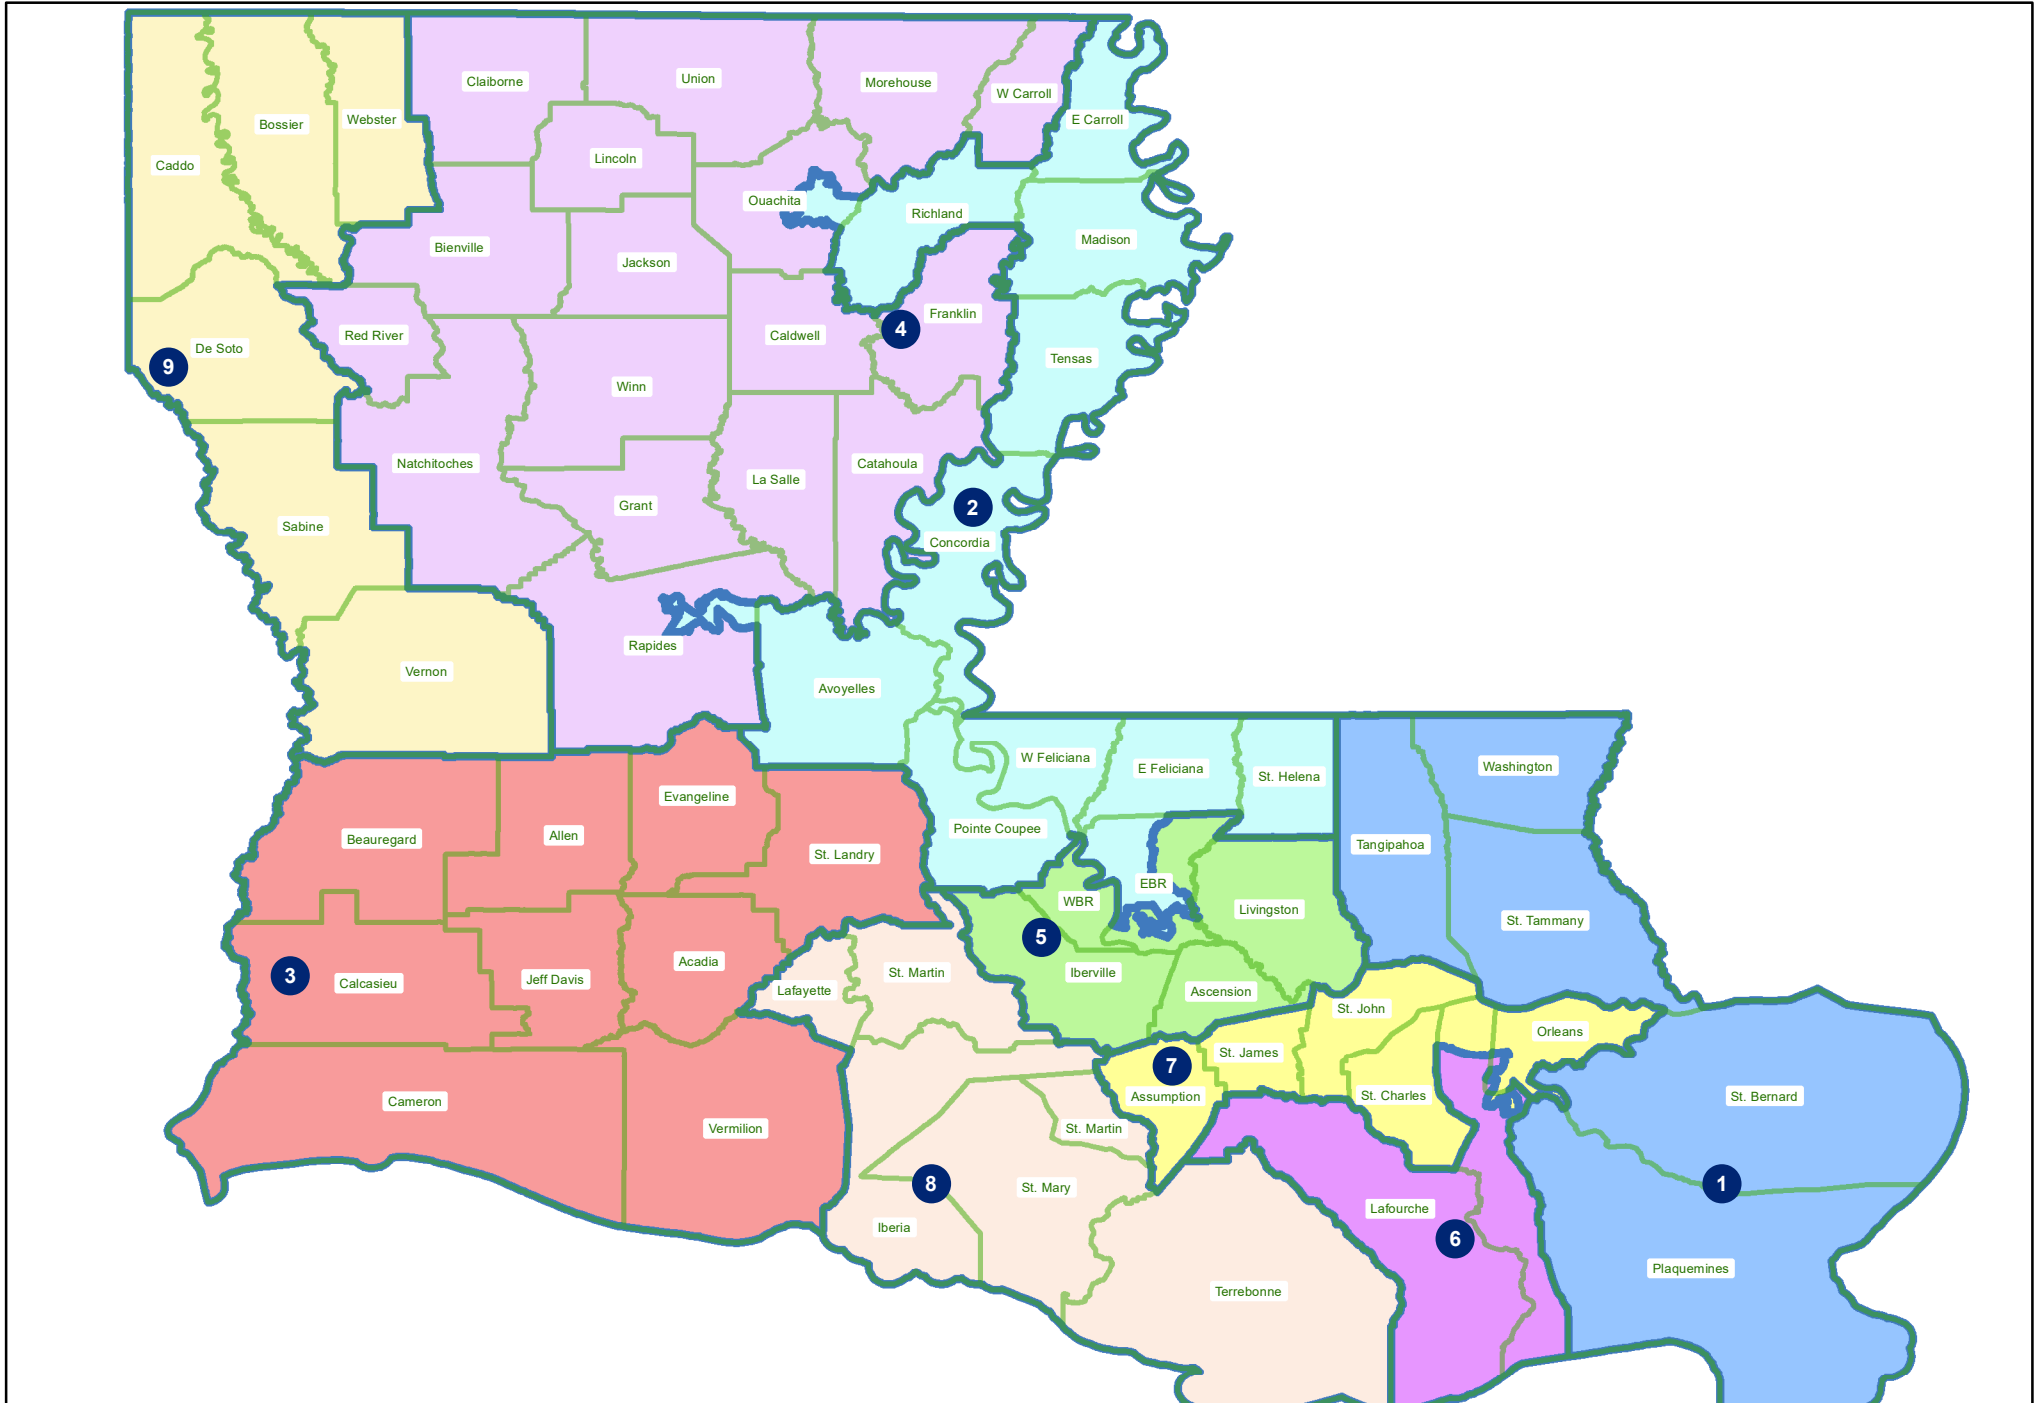 Claiborne
Union
Morehouse
W Carroll
E Carroll
Bossier
Webster
Caddo
Lincoln
Ouachita
Richland
Madison
Bienville
Jackson
Red River
Caldwell
4
Franklin
De Soto
9
Winn
Tensas
Natchitoches
La Salle
Catahoula
Grant
2
Concordia
Sabine
Rapides
Vernon
Avoyelles
W Feliciana
E Feliciana
St. Helena
Washington
Evangeline
Beauregard
Allen
St. Landry
Pointe Coupee
Tangipahoa
EBR
WBR
Livingston
St. Tammany
5
3
Calcasieu
Jeff Davis
Acadia
Lafayette
St. Martin
Iberville
Ascension
St. John
Orleans
St. James
7
Assumption
St. Charles
St. Bernard
Cameron
Vermilion
St. Martin
8
St. Mary
Iberia
Lafourche
6
1
Plaquemines
Terrebonne